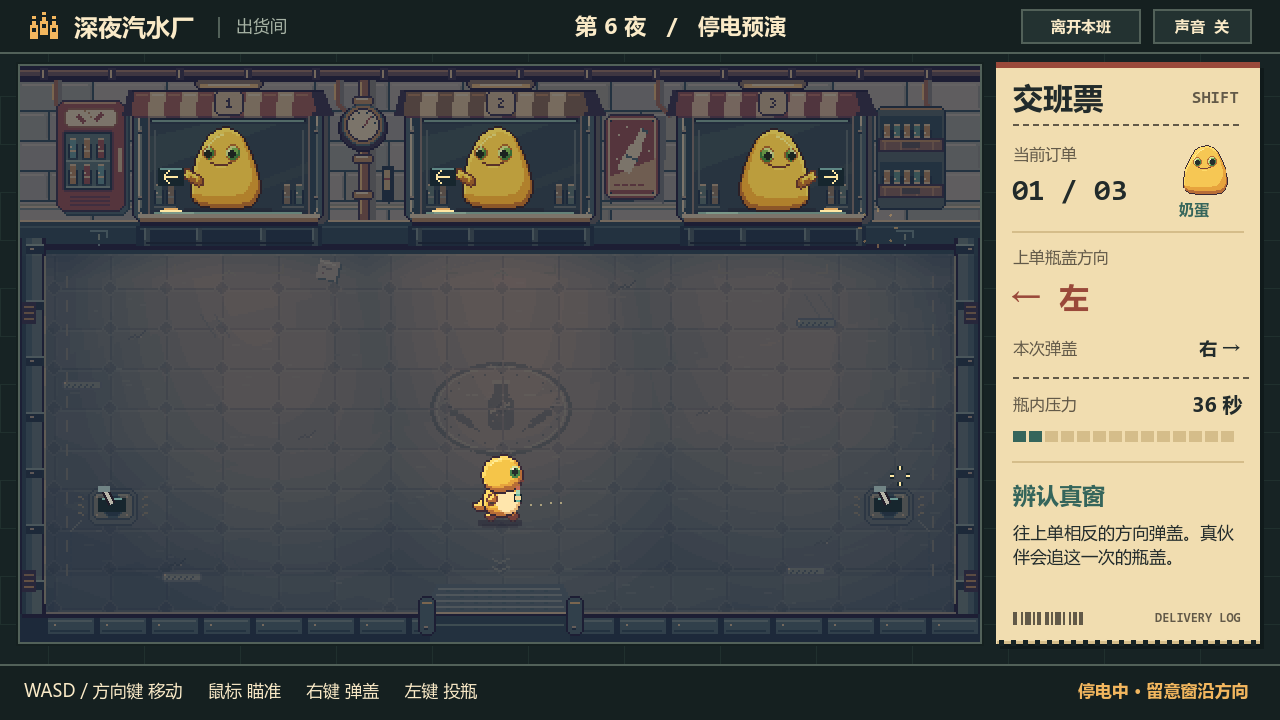 深夜汽水厂
出货间
第 6 夜 / 停电预演
离开本班
声音 关
1
2
3
←
←
→
交班票
SHIFT
当前订单
01 / 03
奶蛋
上单瓶盖方向
← 左
本次弹盖
右→
瓶内压力
36 秒
辨认真窗
往上单相反的方向弹盖。真伙
伴会追这一次的瓶盖。
DELIVERY LOG
WASD / 方向键 移动
鼠标 瞄准
右键 弹盖
左键 投瓶
停电中·留意窗沿方向